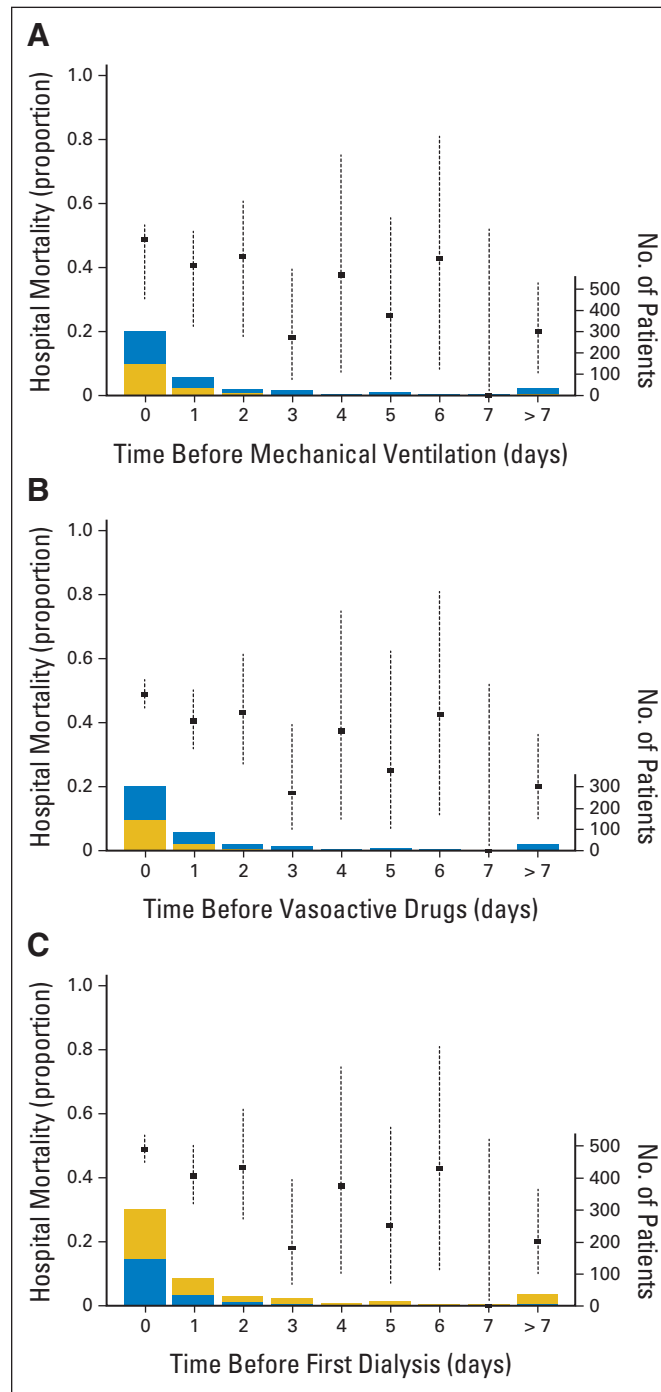 A
Hospital Mortality (proportion)
1.0
0.8
0.6
0.4
0.2
0
No. of Patients
500
400
300
200
100
0
0 1 2 3 4 5 6 7 > 7
Time Before Mechanical Ventilation (days)
B
Hospital Mortality (proportion)
1.0
0.8
0.6
0.4
0.2
0
No. of Patients
300
200
100
0
0 1 2 3 4 5 6 7 > 7
Time Before Vasoactive Drugs (days)
C
Hospital Mortality (proportion)
1.0
0.8
0.6
0.4
0.2
0
No. of Patients
500
400
300
200
100
0
0 1 2 3 4 5 6 7 > 7
Time Before First Dialysis (days)